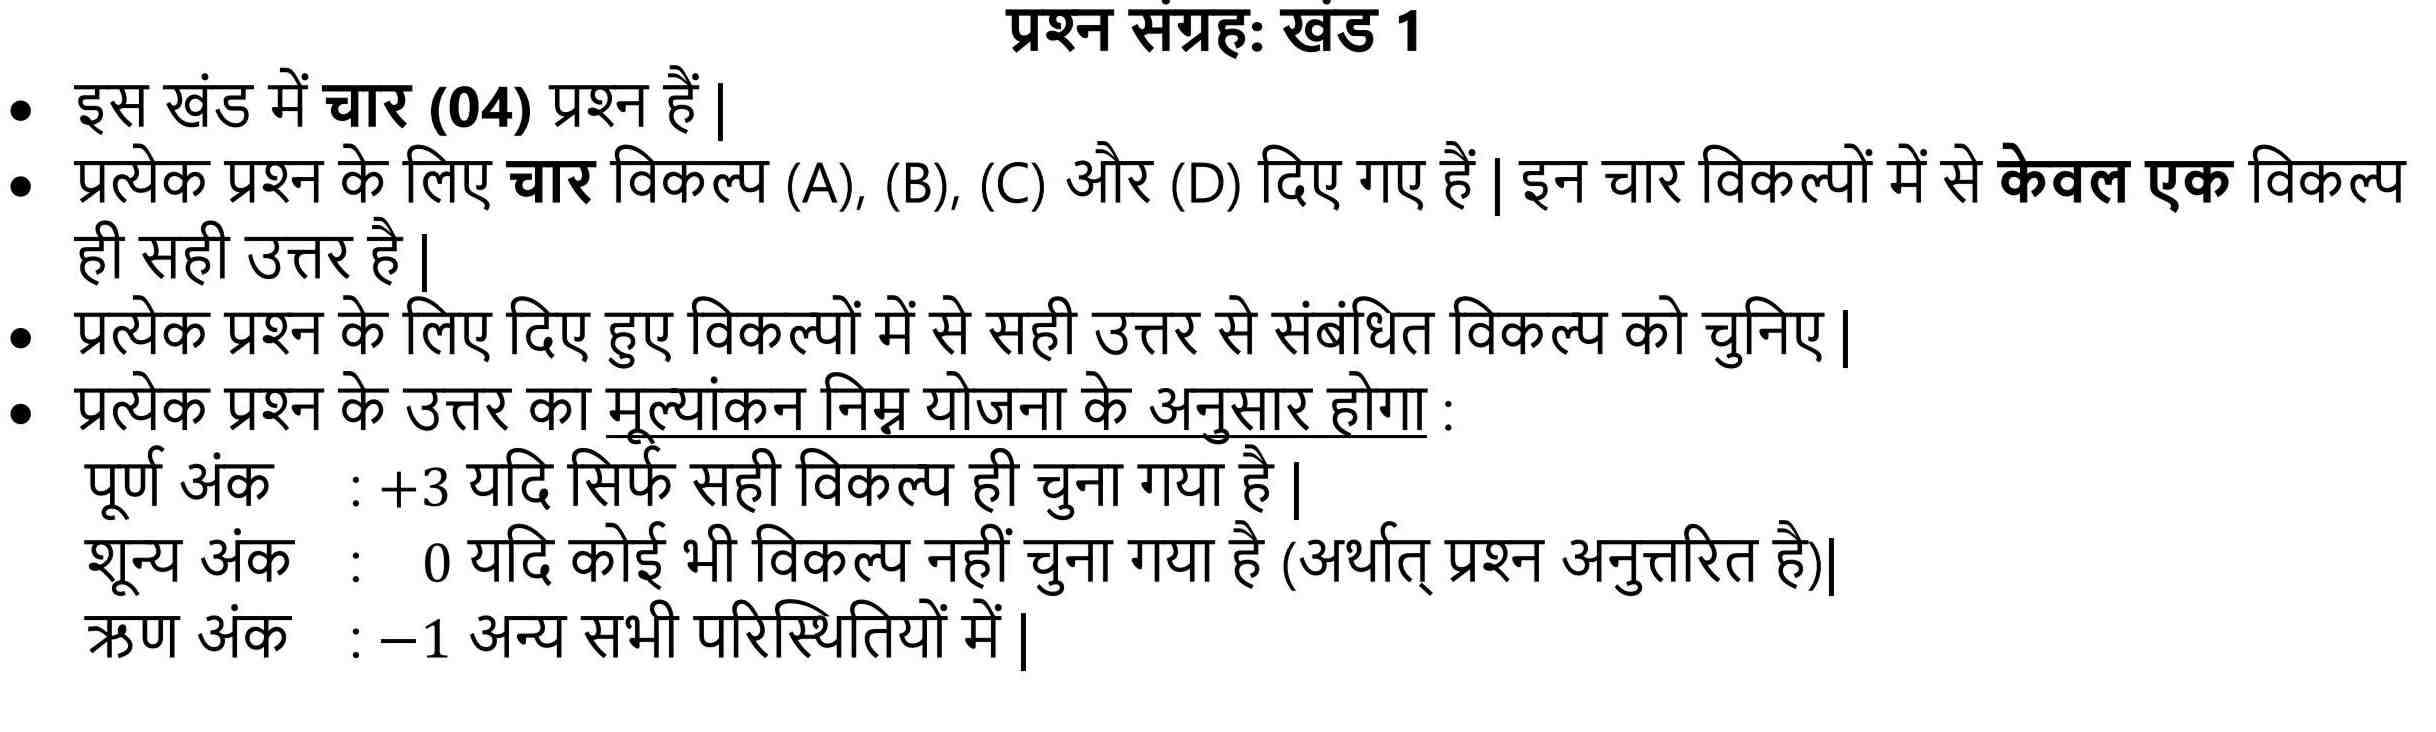 प्रश्न संग्रह: खंड 1
• इस खंड में चार (04) प्रश्न हैं |
• प्रत्येक प्रश्न के लिए चार विकल्प (A), (B), (C) और (D) दिए गए हैं | इन चार विकल्पों में से केवल एक विकल्प
ही सही उत्तर है |
• प्रत्येक प्रश्न के लिए दिए हुए विकल्पों में से सही उत्तर से संबंधित विकल्प को चुनिए |
• प्रत्येक प्रश्न के उत्तर का मूल्यांकन निम्न योजना के अनुसार होगा :
पूर्ण अंक : +3 यदि सिर्फ सही विकल्प ही चुना गया है |
शून्य अंक : 0 यदि कोई भी विकल्प नहीं चुना गया है (अर्थात् प्रश्न अनुत्तरित है)|
ऋण अंक : −1 अन्य सभी परिस्थितियों में |